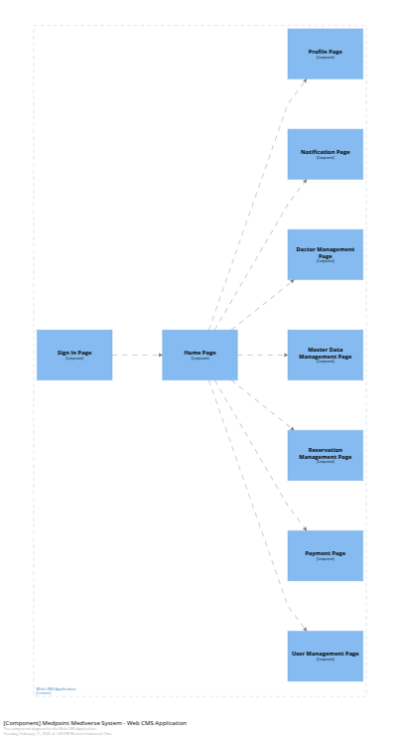 Profile Page
[Component]
Notification Page
[Component]
Doctor Management
Page
[Component]
Sign In Page
[Component]
Home Page
[Component]
Master Data
Management Page
[Component]
Reservation
Management Page
[Component]
Payment Page
[Component]
User Management Page
[Component]
Web CMS Application
[Container]
[Component] Medpoint Mediverse System - Web CMS Application
The component diagram for the Web CMS Application.